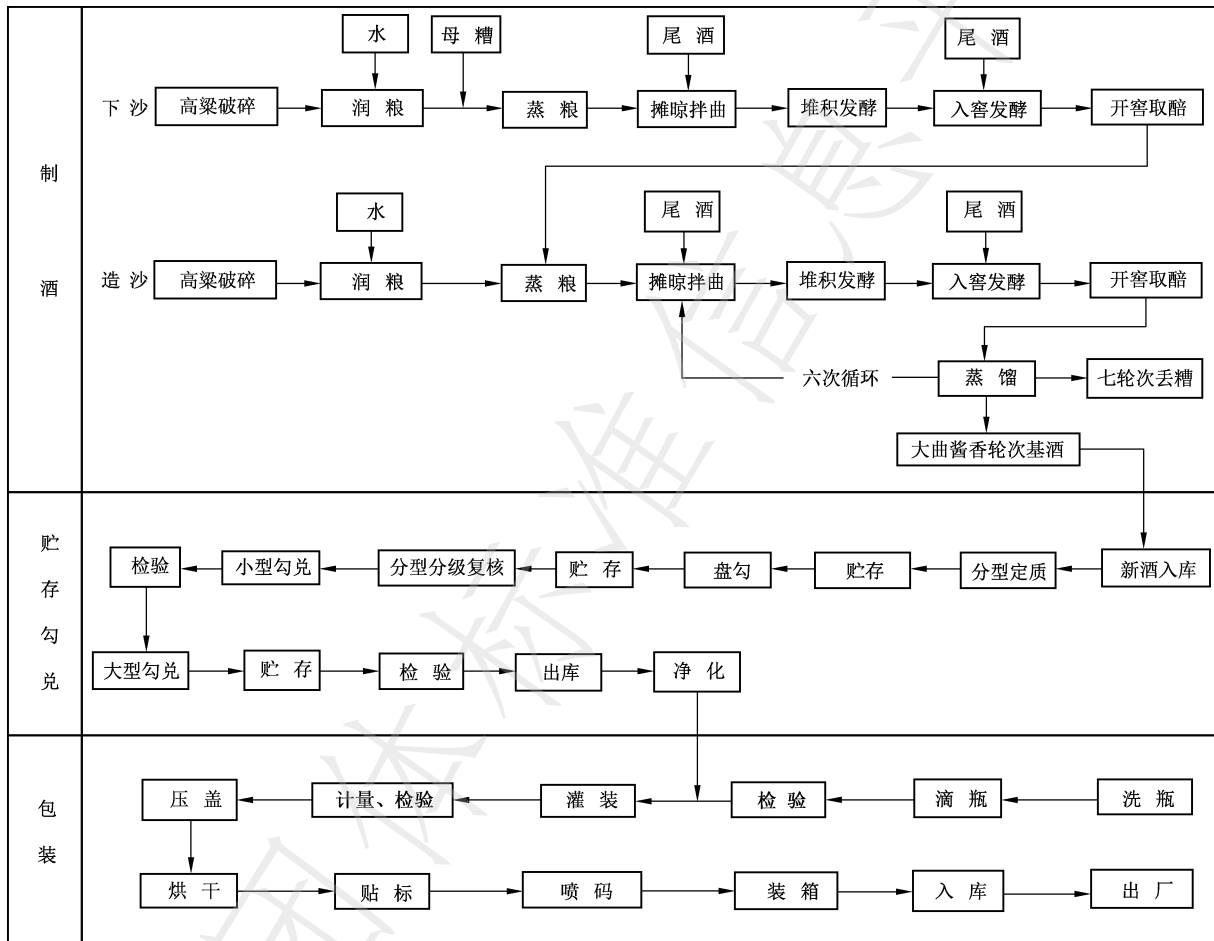 制酒
水
母糟
尾酒
尾酒
下沙
高粱破碎
润粮
蒸粮
摊晾拌曲
堆积发酵
入窖发酵
开窖取醅
水
尾酒
尾酒
造沙
高粱破碎
润粮
蒸粮
摊晾拌曲
堆积发酵
入窖发酵
开窖取醅
六次循环
蒸馏
七轮次丢糟
大曲酱香轮次基酒
贮存勾兑
检验
小型勾兑
分型分级复核
贮存
盘勾
贮存
分型定质
新酒入库
大型勾兑
贮存
检验
出库
净化
包装
压盖
计量、检验
灌装
检验
滴瓶
洗瓶
烘干
贴标
喷码
装箱
入库
出厂
团体标准信息平